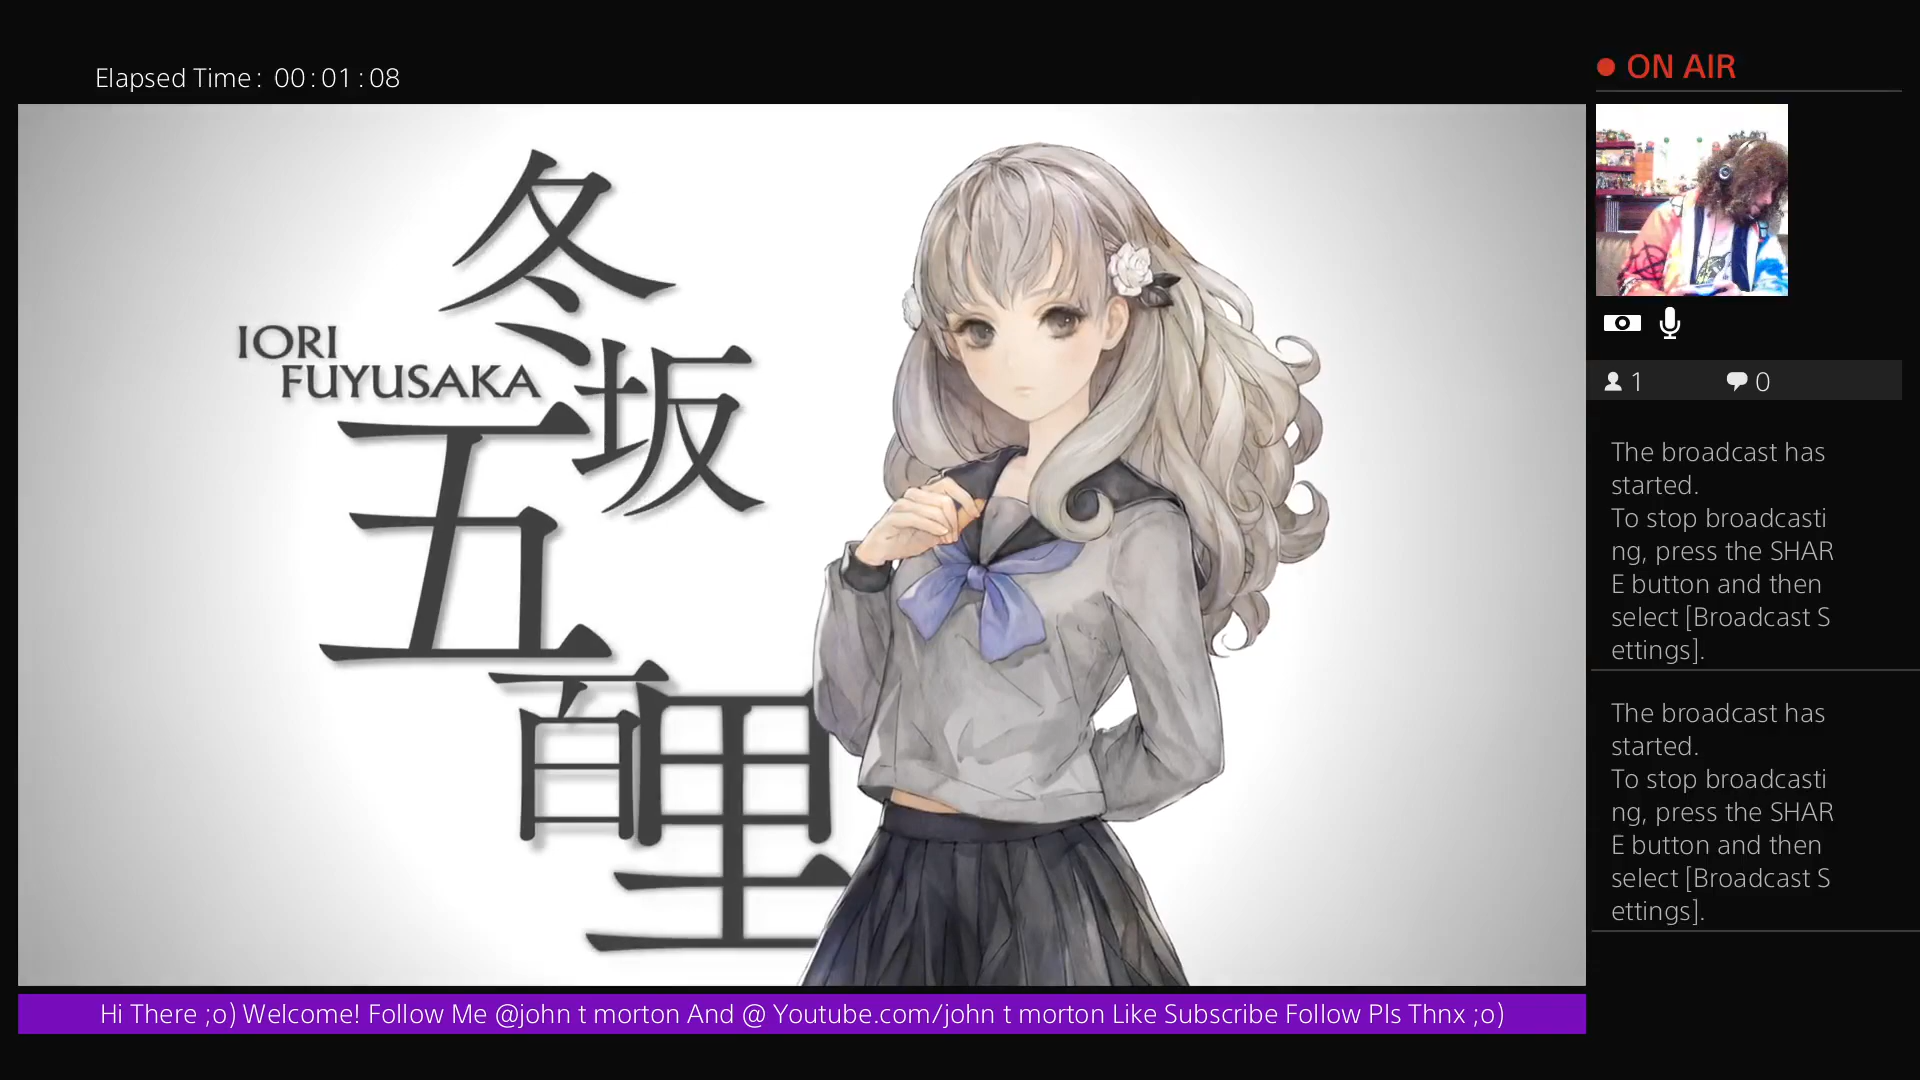 Elapsed Time: 00:01:08
ON AIR
冬坂
IORI
FUYUSAKA
五百里
1
0
The broadcast has
started.
To stop broadcasti
ng, press the SHAR
E button and then
select [Broadcast S
ettings].
The broadcast has
started.
To stop broadcasti
ng, press the SHAR
E button and then
select [Broadcast S
ettings].
Hi There ;o) Welcome! Follow Me @john t morton And @ Youtube.com/john t morton Like Subscribe Follow Pls Thnx ;o)